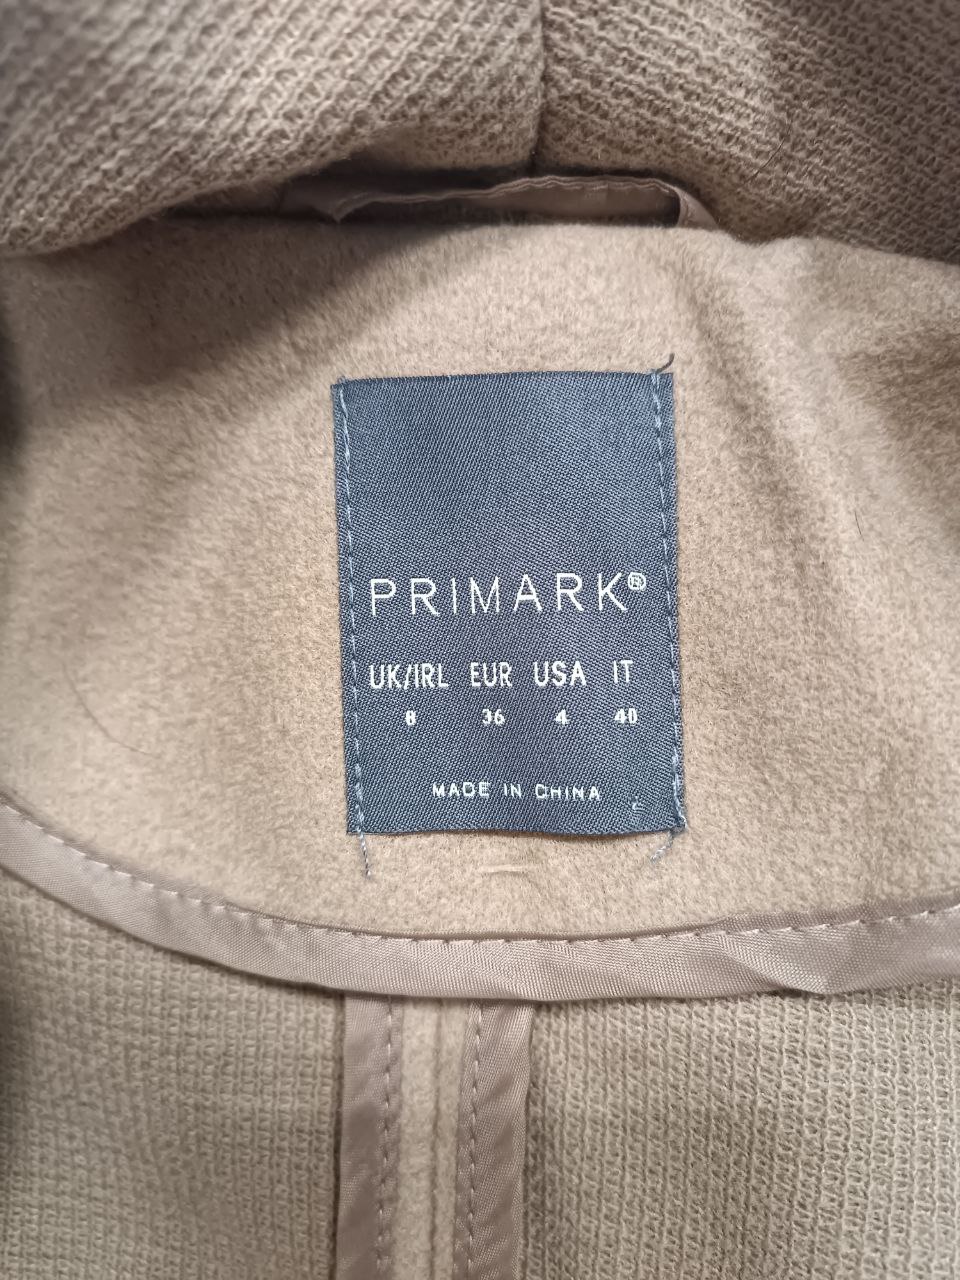 PRIMARK®
UK/IRL EUR USA IT
8 36 4 40
MADE IN CHINA